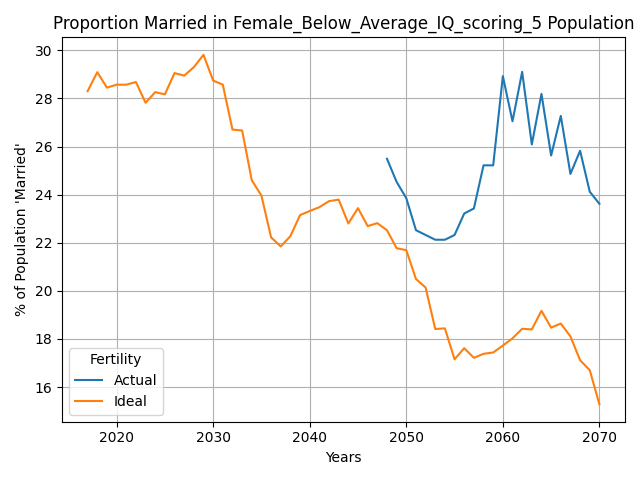 Proportion Married in Female_Below_Average_IQ_scoring_5 Population
% of Population 'Married'
30
28
26
24
22
20
18
16
Fertility
Actual
Ideal
2020 2030 2040 2050 2060 2070
Years